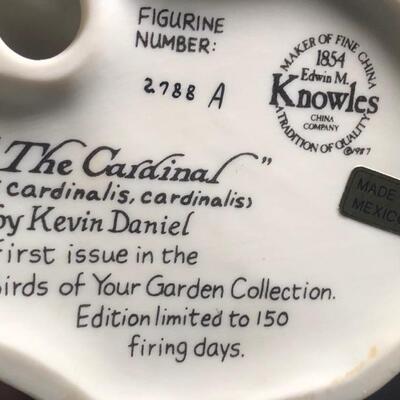 FIGURINE
NUMBER:
2788 A
MAKER OF FINE CHINA
1854
Edwin M.
Knowles
CHINA
COMPANY
A TRADITION OF QUALITY
©1987
"The Cardinal"
(cardinalis, cardinalis)
by Kevin Daniel
First issue in the
Birds of Your Garden Collection.
Edition limited to 150
firing days.
MADE
MEXICO